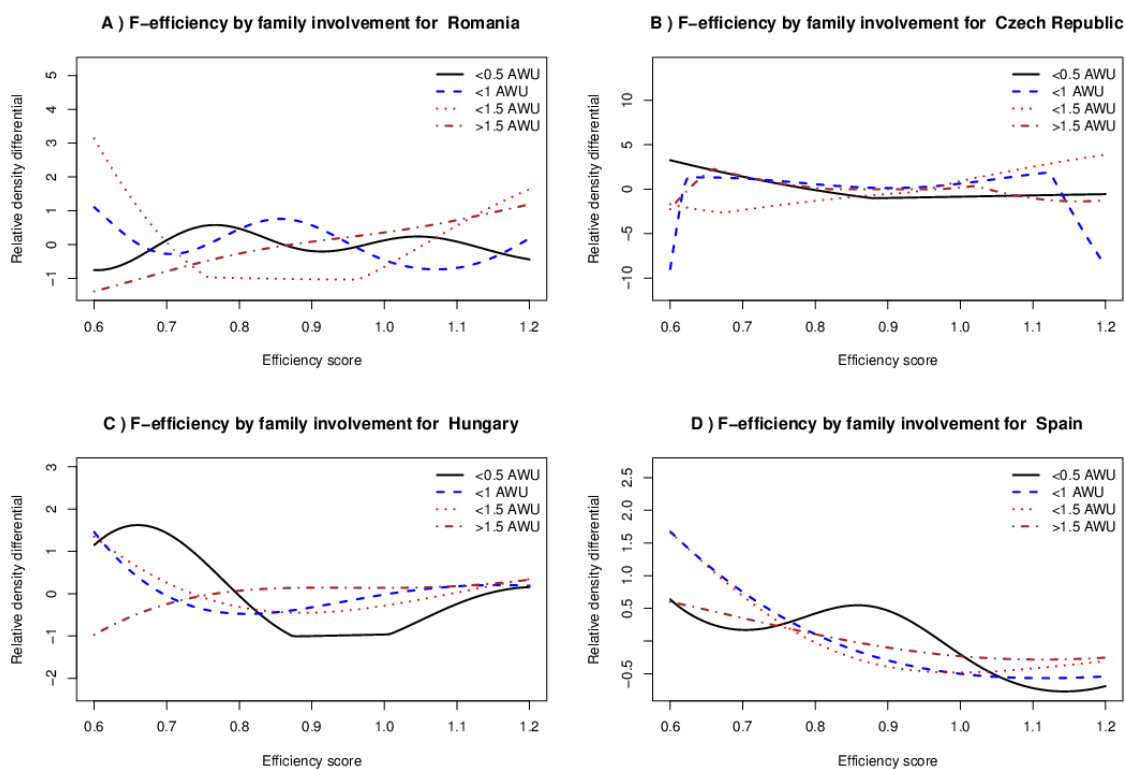 A ) F−efficiency by family involvement for Romania
Relative density differential
5
4
3
2
1
0
−1
<0.5 AWU
<1 AWU
<1.5 AWU
>1.5 AWU
0.6 0.7 0.8 0.9 1.0 1.1 1.2
Efficiency score
B ) F−efficiency by family involvement for Czech Republic
Relative density differential
10
5
0
−5
−10
<0.5 AWU
<1 AWU
<1.5 AWU
>1.5 AWU
0.6 0.7 0.8 0.9 1.0 1.1 1.2
Efficiency score
C ) F−efficiency by family involvement for Hungary
Relative density differential
3
2
1
0
−1
−2
<0.5 AWU
<1 AWU
<1.5 AWU
>1.5 AWU
0.6 0.7 0.8 0.9 1.0 1.1 1.2
Efficiency score
D ) F−efficiency by family involvement for Spain
Relative density differential
2.5
2.0
1.5
1.0
0.5
−0.5
<0.5 AWU
<1 AWU
<1.5 AWU
>1.5 AWU
0.6 0.7 0.8 0.9 1.0 1.1 1.2
Efficiency score